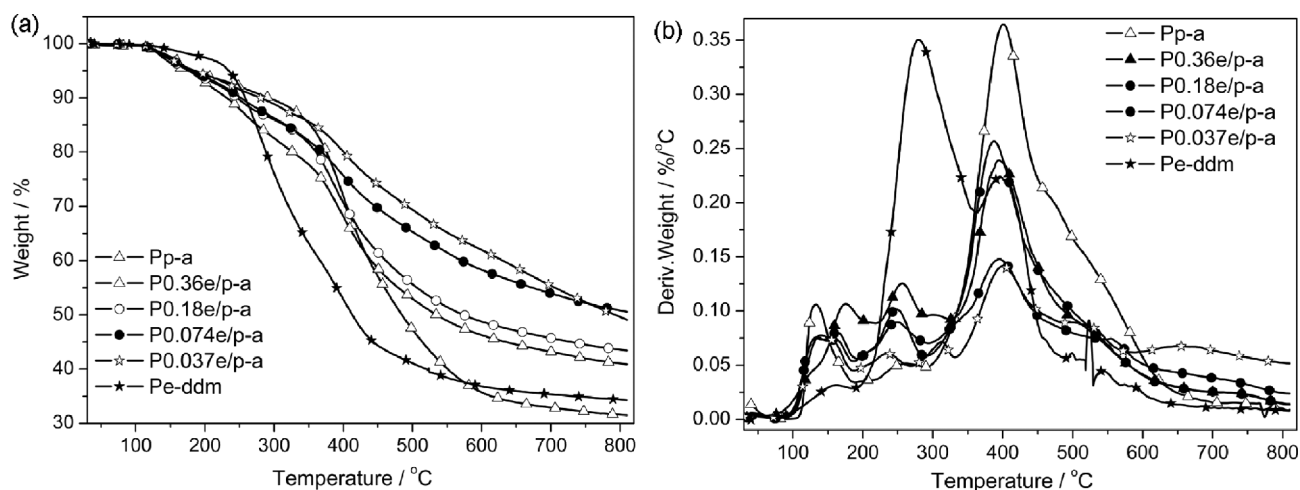 (a)
100
90
80
70
60
50
40
30
Weight / %
Pp-a
P0.36e/p-a
P0.18e/p-a
P0.074e/p-a
P0.037e/p-a
Pe-ddm
0 100 200 300 400 500 600 700 800
Temperature / °C
(b)
0.35
0.30
0.25
0.20
0.15
0.10
0.05
0.00
Deriv.Weight / %/°C
Pp-a
P0.36e/p-a
P0.18e/p-a
P0.074e/p-a
P0.037e/p-a
Pe-ddm
100 200 300 400 500 600 700 800
Temperature / °C